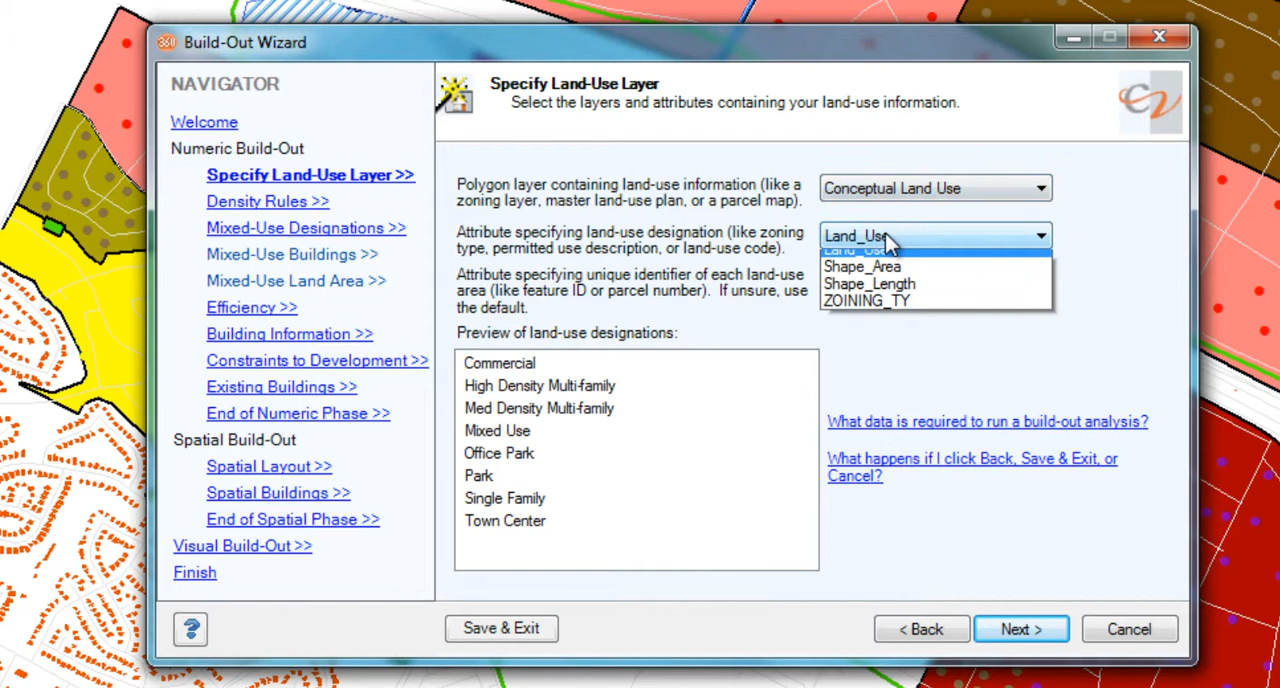 360 Build-Out Wizard
NAVIGATOR
Welcome
Numeric Build-Out
Specify Land-Use Layer >>
Density Rules >>
Mixed-Use Designations >>
Mixed-Use Buildings >>
Mixed-Use Land Area >>
Efficiency >>
Building Information >>
Constraints to Development >>
Existing Buildings >>
End of Numeric Phase >>
Spatial Build-Out
Spatial Layout >>
Spatial Buildings >>
End of Spatial Phase >>
Visual Build-Out >>
Finish
Specify Land-Use Layer
Select the layers and attributes containing your land-use information.
CV
Polygon layer containing land-use information (like a
zoning layer, master land-use plan, or a parcel map).
Conceptual Land Use
Attribute specifying land-use designation (like zoning
type, permitted use description, or land-use code).
Land_Use
Land_Use
Shape_Area
Shape_Length
ZOINING_TY
Attribute specifying unique identifier of each land-use
area (like feature ID or parcel number). If unsure, use
the default.
Preview of land-use designations:
Commercial
High Density Multi-family
Med Density Multi-family
Mixed Use
Office Park
Park
Single Family
Town Center
What data is required to run a build-out analysis?
What happens if I click Back, Save & Exit, or
Cancel?
?
Save & Exit
< Back
Next >
Cancel